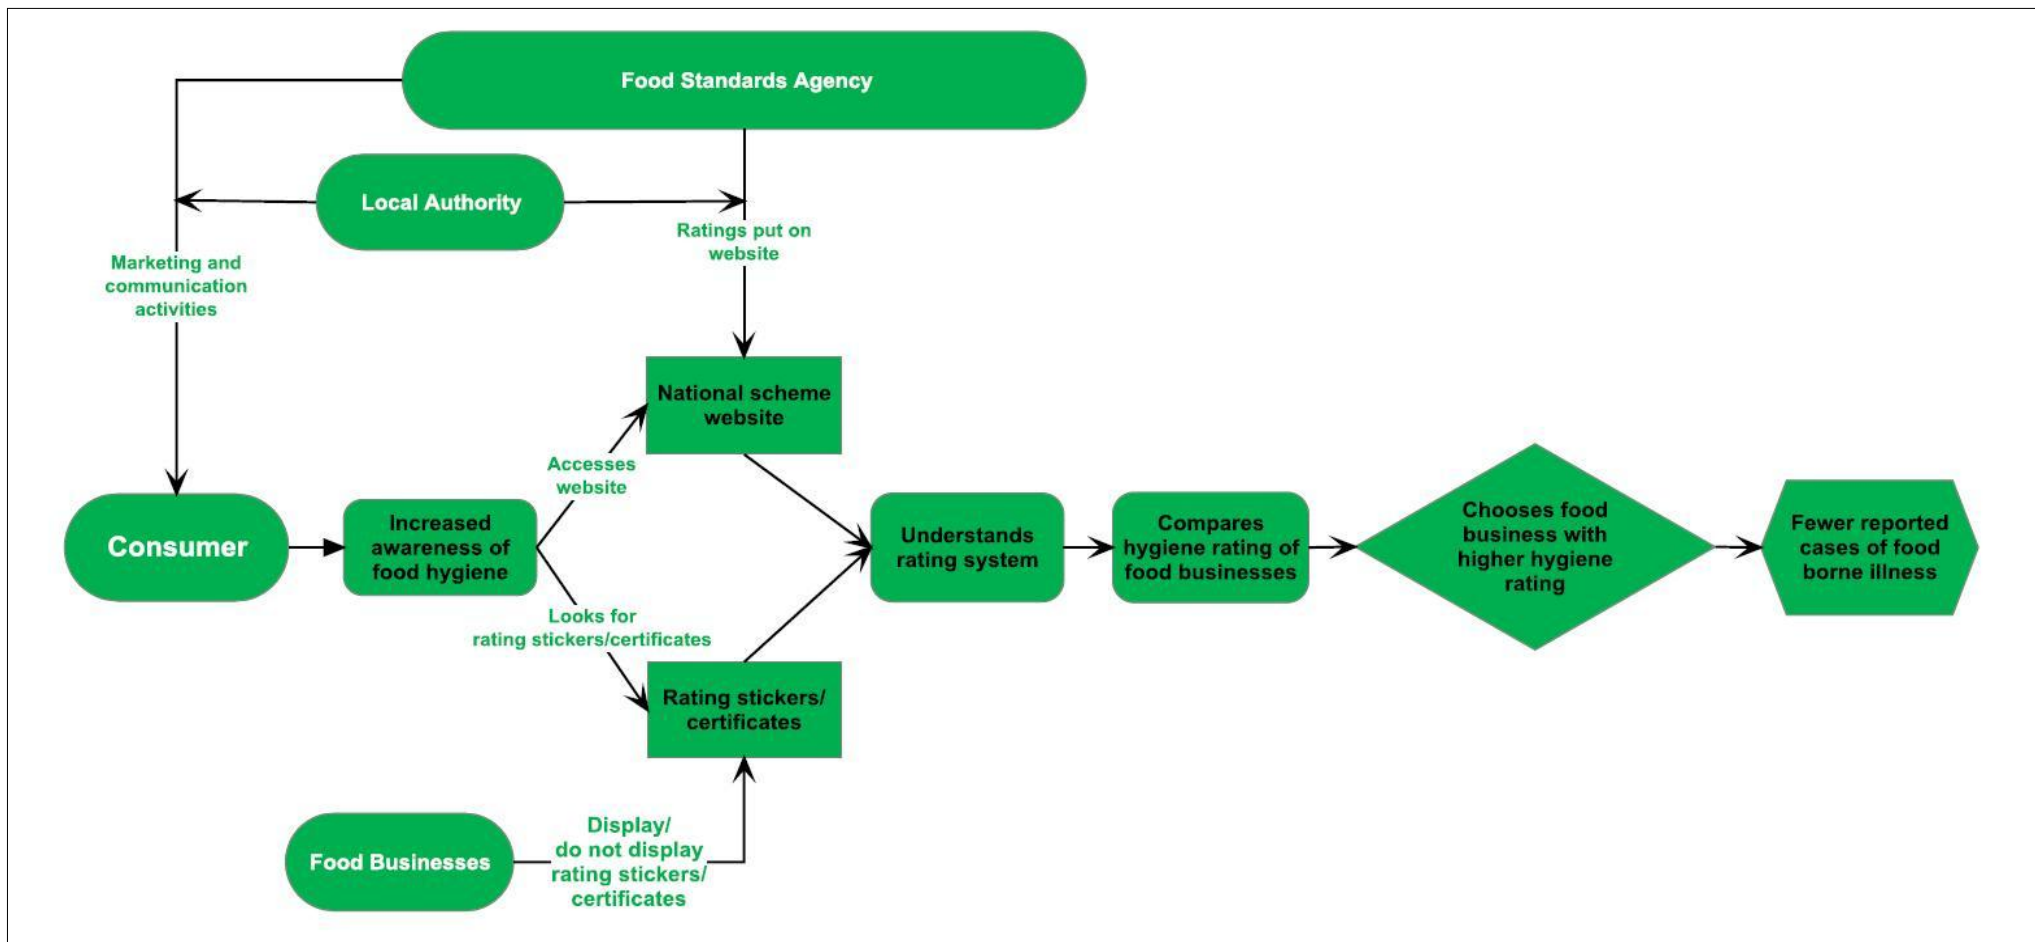 Food Standards Agency
Local Authority
Ratings put on
website
Marketing and
communication
activities
National scheme
website
Accesses
website
Consumer
Increased
awareness of
food hygiene
Understands
rating system
Compares
hygiene rating of
food businesses
Chooses food
business with
higher hygiene
rating
Fewer reported
cases of food
borne illness
Looks for
rating stickers/certificates
Rating stickers/
certificates
Food Businesses
Display/
do not display
rating stickers/
certificates